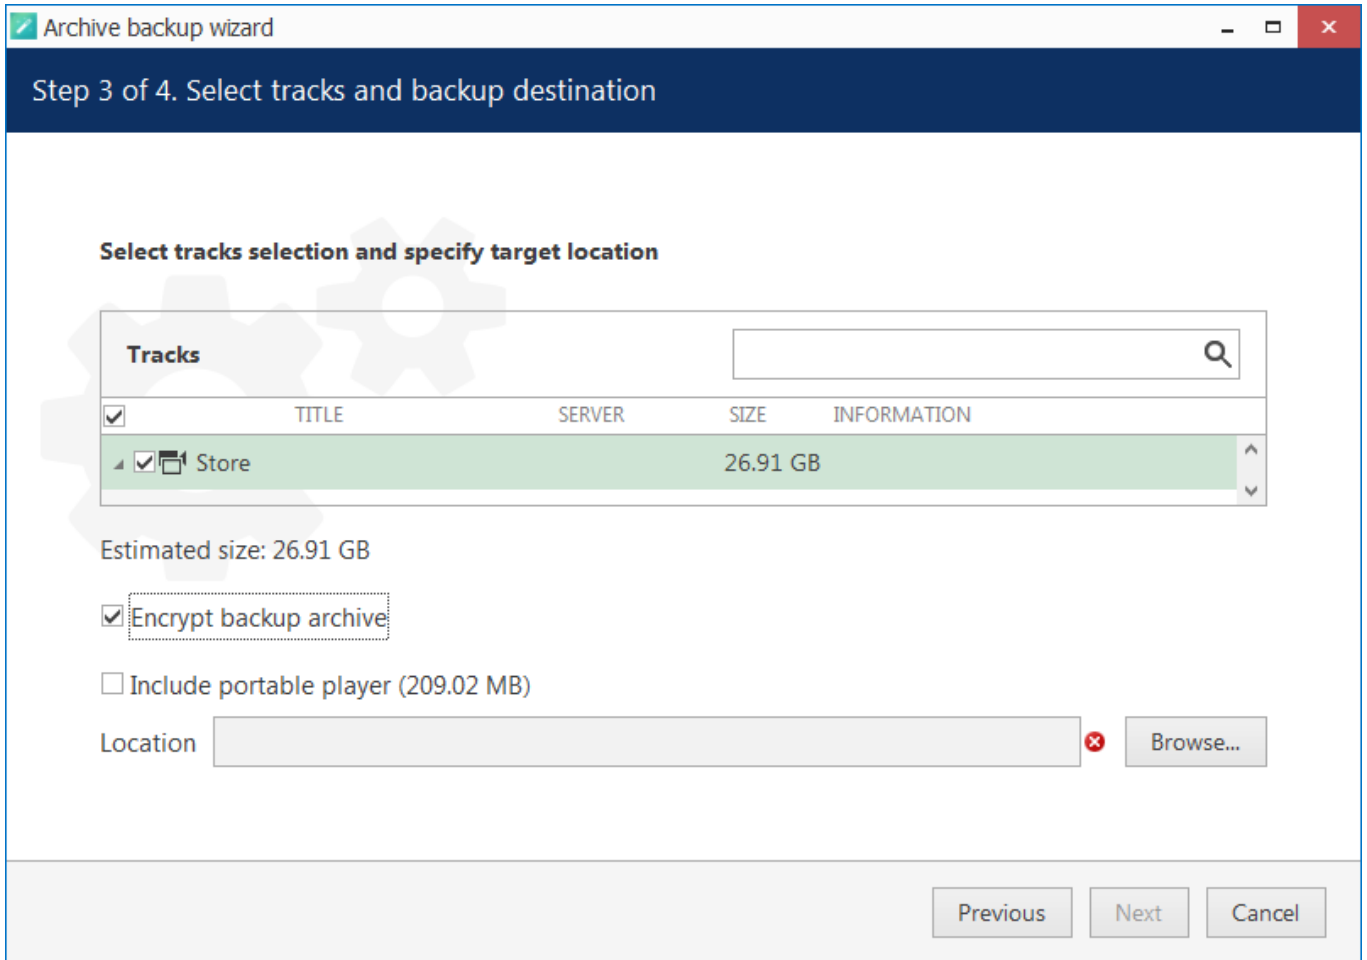 Archive backup wizard
Step 3 of 4. Select tracks and backup destination
Select tracks selection and specify target location
Tracks
TITLE SERVER SIZE INFORMATION
Store 26.91 GB
Estimated size: 26.91 GB
Encrypt backup archive
Include portable player (209.02 MB)
Location Browse...
Previous Next Cancel